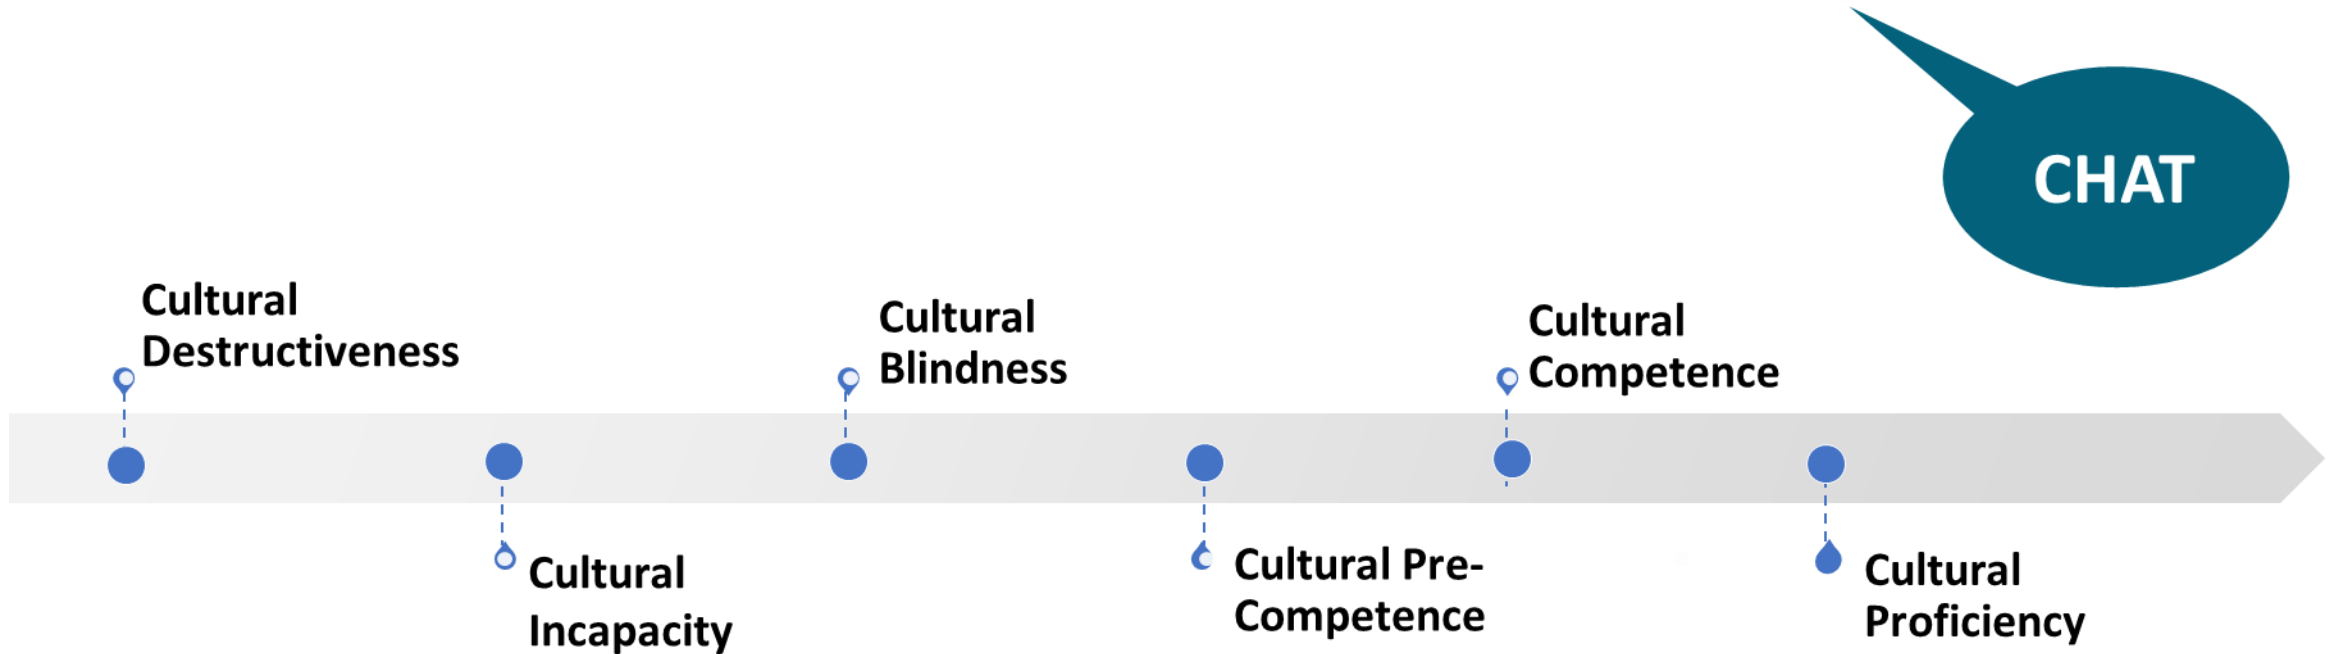 CHAT
Cultural
Destructiveness
Cultural
Incapacity
Cultural
Blindness
Cultural Pre-
Competence
Cultural
Competence
Cultural
Proficiency